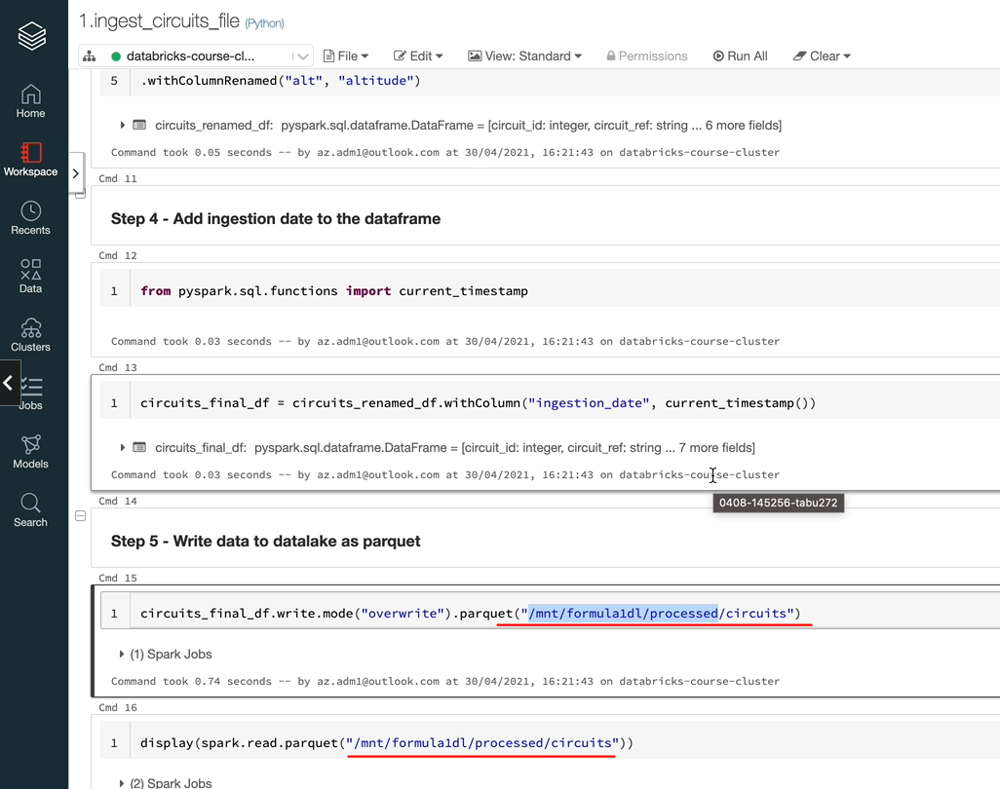 1.ingest_circuits_file (Python)
databricks-course-cl...
File
Edit
View: Standard
Permissions
Run All
Clear
Home
Workspace
Recents
Data
Clusters
Jobs
Models
Search
5 .withColumnRenamed("alt", "altitude")
circuits_renamed_df: pyspark.sql.dataframe.DataFrame = [circuit_id: integer, circuit_ref: string ... 6 more fields]
Command took 0.05 seconds -- by az.adm1@outlook.com at 30/04/2021, 16:21:43 on databricks-course-cluster
Cmd 11
Step 4 - Add ingestion date to the dataframe
Cmd 12
1 from pyspark.sql.functions import current_timestamp
Command took 0.03 seconds -- by az.adm1@outlook.com at 30/04/2021, 16:21:43 on databricks-course-cluster
Cmd 13
1 circuits_final_df = circuits_renamed_df.withColumn("ingestion_date", current_timestamp())
circuits_final_df: pyspark.sql.dataframe.DataFrame = [circuit_id: integer, circuit_ref: string ... 7 more fields]
Command took 0.03 seconds -- by az.adm1@outlook.com at 30/04/2021, 16:21:43 on databricks-course-cluster
Cmd 14
0408-145256-tabu272
Step 5 - Write data to datalake as parquet
Cmd 15
1 circuits_final_df.write.mode("overwrite").parquet("/mnt/formula1dl/processed/circuits")
(1) Spark Jobs
Command took 0.74 seconds -- by az.adm1@outlook.com at 30/04/2021, 16:21:43 on databricks-course-cluster
Cmd 16
1 display(spark.read.parquet("/mnt/formula1dl/processed/circuits"))
(2) Spark Jobs